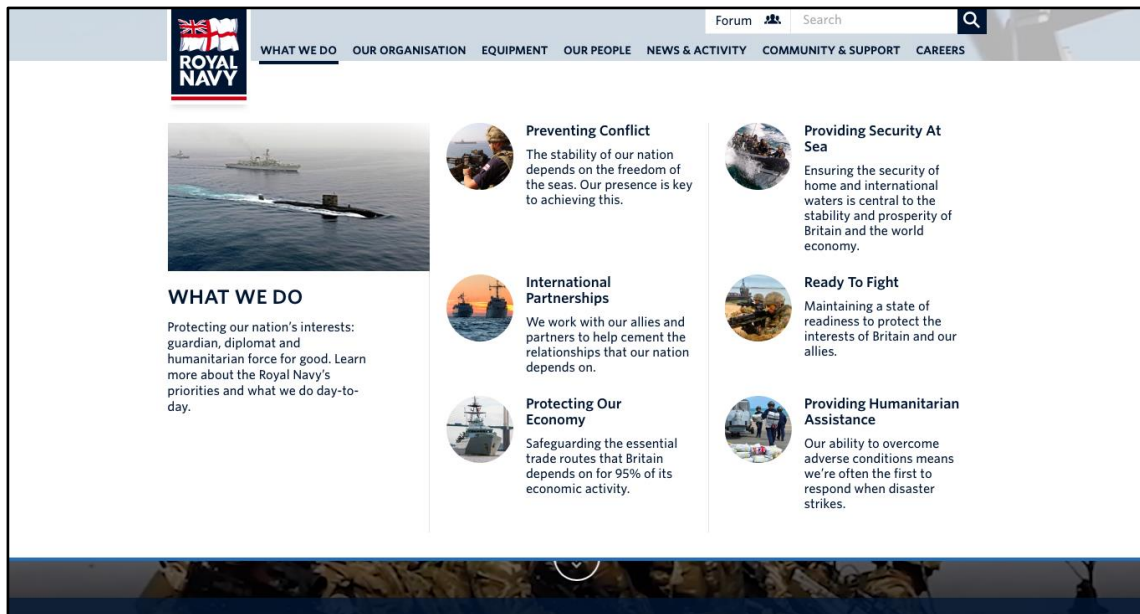 Forum
Search
ROYAL
NAVY
WHAT WE DO OUR ORGANISATION EQUIPMENT OUR PEOPLE NEWS & ACTIVITY COMMUNITY & SUPPORT CAREERS
WHAT WE DO
Protecting our nation's interests:
guardian, diplomat and
humanitarian force for good. Learn
more about the Royal Navy's
priorities and what we do day-to-
day.
Preventing Conflict
The stability of our nation
depends on the freedom of
the seas. Our presence is key
to achieving this.
International
Partnerships
We work with our allies and
partners to help cement the
relationships that our nation
depends on.
Protecting Our
Economy
Safeguarding the essential
trade routes that Britain
depends on for 95% of its
economic activity.
Providing Security At
Sea
Ensuring the security of
home and international
waters is central to the
stability and prosperity of
Britain and the world
economy.
Ready To Fight
Maintaining a state of
readiness to protect the
interests of Britain and our
allies.
Providing Humanitarian
Assistance
Our ability to overcome
adverse conditions means
we're often the first to
respond when disaster
strikes.